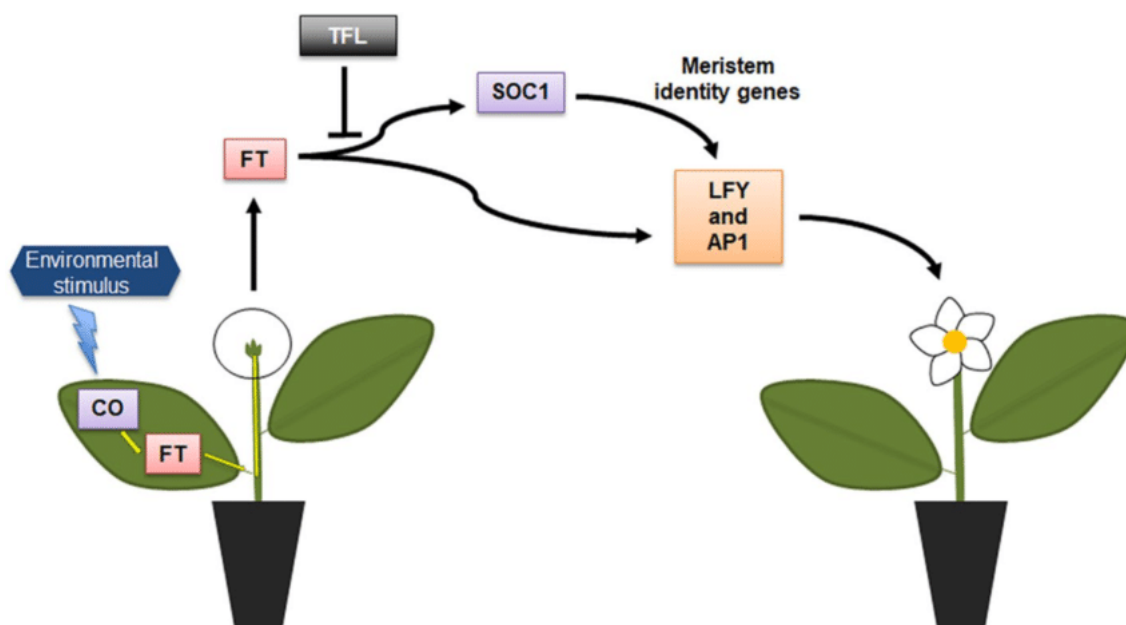 TFL
SOC1
Meristem
identity genes
FT
LFY
and
AP1
Environmental
stimulus
CO
FT